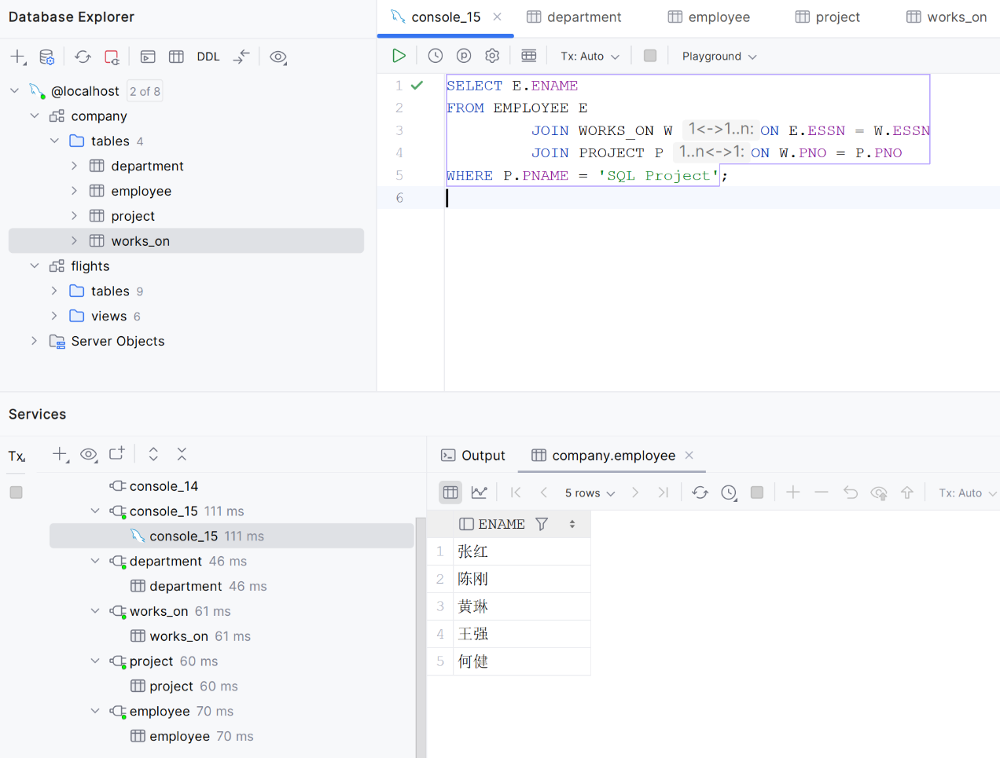 Database Explorer
console_15
department
employee
project
works_on
DDL
Tx: Auto
Playground
@localhost 2 of 8
company
tables 4
department
employee
project
works_on
flights
tables 9
views 6
Server Objects
1 SELECT E.ENAME
2 FROM EMPLOYEE E
3 JOIN WORKS_ON W 1<->1..n: ON E.ESSN = W.ESSN
4 JOIN PROJECT P 1..n<->1: ON W.PNO = P.PNO
5 WHERE P.PNAME = 'SQL Project';
6
Services
Tx
console_14
console_15 111 ms
console_15 111 ms
department 46 ms
department 46 ms
works_on 61 ms
works_on 61 ms
project 60 ms
project 60 ms
employee 70 ms
employee 70 ms
Output
company.employee
5 rows
Tx: Auto
ENAME
1 张红
2 陈刚
3 黄琳
4 王强
5 何健